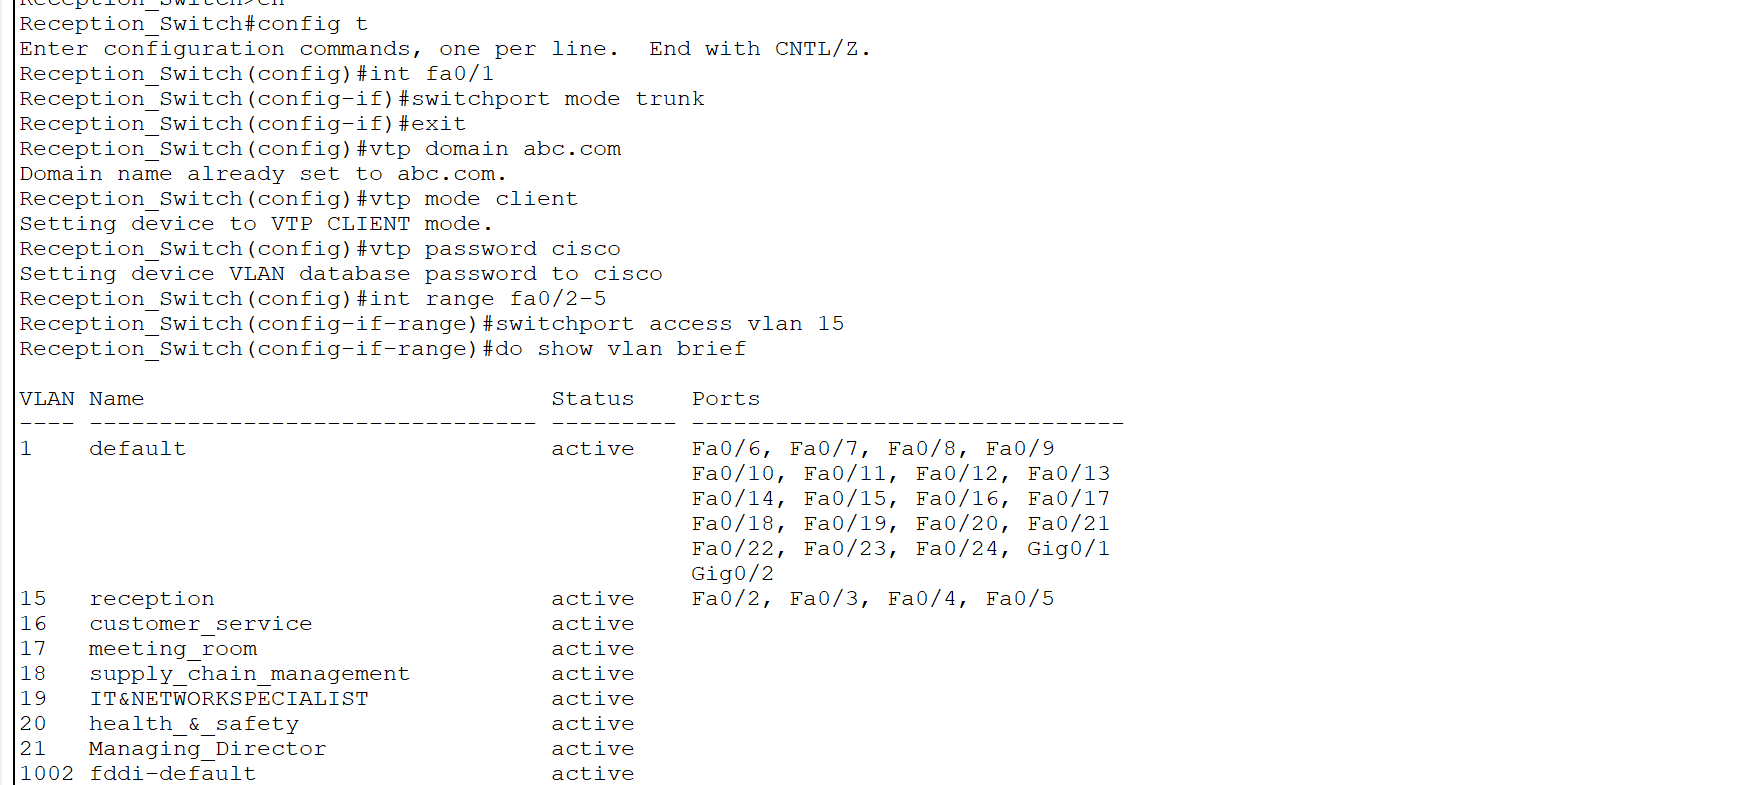 Reception_Switch>en
Reception_Switch#config t
Enter configuration commands, one per line.  End with CNTL/Z.
Reception_Switch(config)#int fa0/1
Reception_Switch(config-if)#switchport mode trunk
Reception_Switch(config-if)#exit
Reception_Switch(config)#vtp domain abc.com
Domain name already set to abc.com.
Reception_Switch(config)#vtp mode client
Setting device to VTP CLIENT mode.
Reception_Switch(config)#vtp password cisco
Setting device VLAN database password to cisco
Reception_Switch(config)#int range fa0/2-5
Reception_Switch(config-if-range)#switchport access vlan 15
Reception_Switch(config-if-range)#do show vlan brief
VLAN Name                             Status    Ports
---- -------------------------------- --------- -------------------------------
1    default                          active    Fa0/6, Fa0/7, Fa0/8, Fa0/9
Fa0/10, Fa0/11, Fa0/12, Fa0/13
Fa0/14, Fa0/15, Fa0/16, Fa0/17
Fa0/18, Fa0/19, Fa0/20, Fa0/21
Fa0/22, Fa0/23, Fa0/24, Gig0/1
Gig0/2
15   reception                        active    Fa0/2, Fa0/3, Fa0/4, Fa0/5
16   customer_service                 active
17   meeting_room                     active
18   supply_chain_management          active
19   IT&NETWORKSPECIALIST             active
20   health_&_safety                  active
21   Managing_Director                active
1002 fddi-default                     active